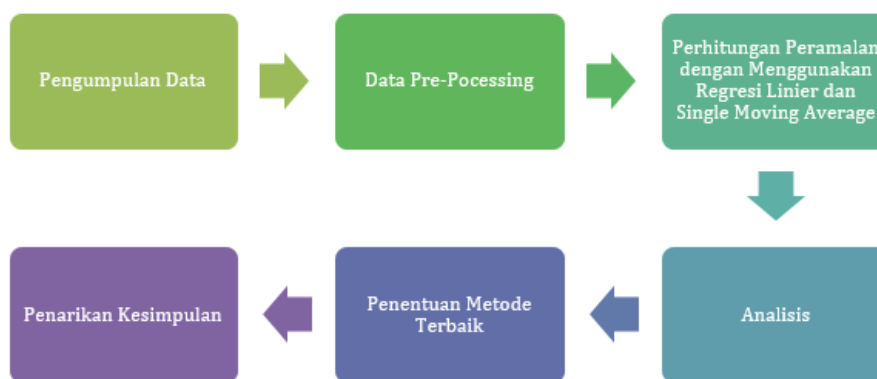 Pengumpulan Data
Data Pre-Pocessing
Perhitungan Peramalan
dengan Menggunakan
Regresi Linier dan
Single Moving Average
Analisis
Penentuan Metode
Terbaik
Penarikan Kesimpulan